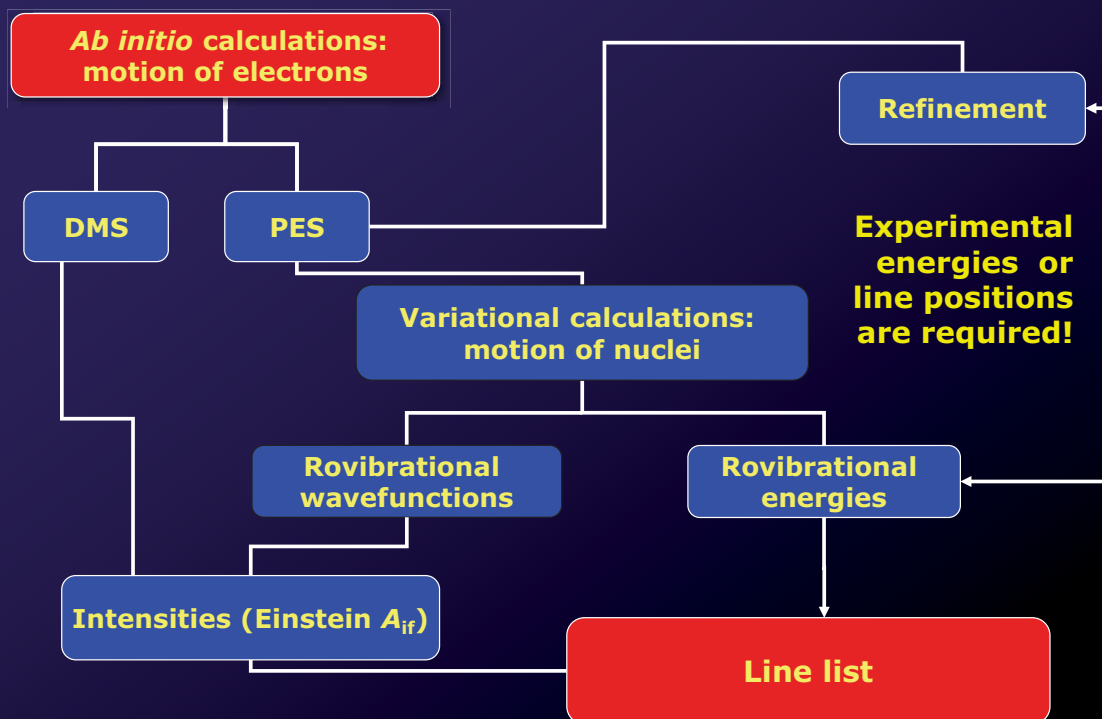 Ab initio calculations:
motion of electrons
Refinement
DMS
PES
Experimental
energies or
line positions
are required!
Variational calculations:
motion of nuclei
Rovibrational
wavefunctions
Rovibrational
energies
Intensities (Einstein Aif)
Line list